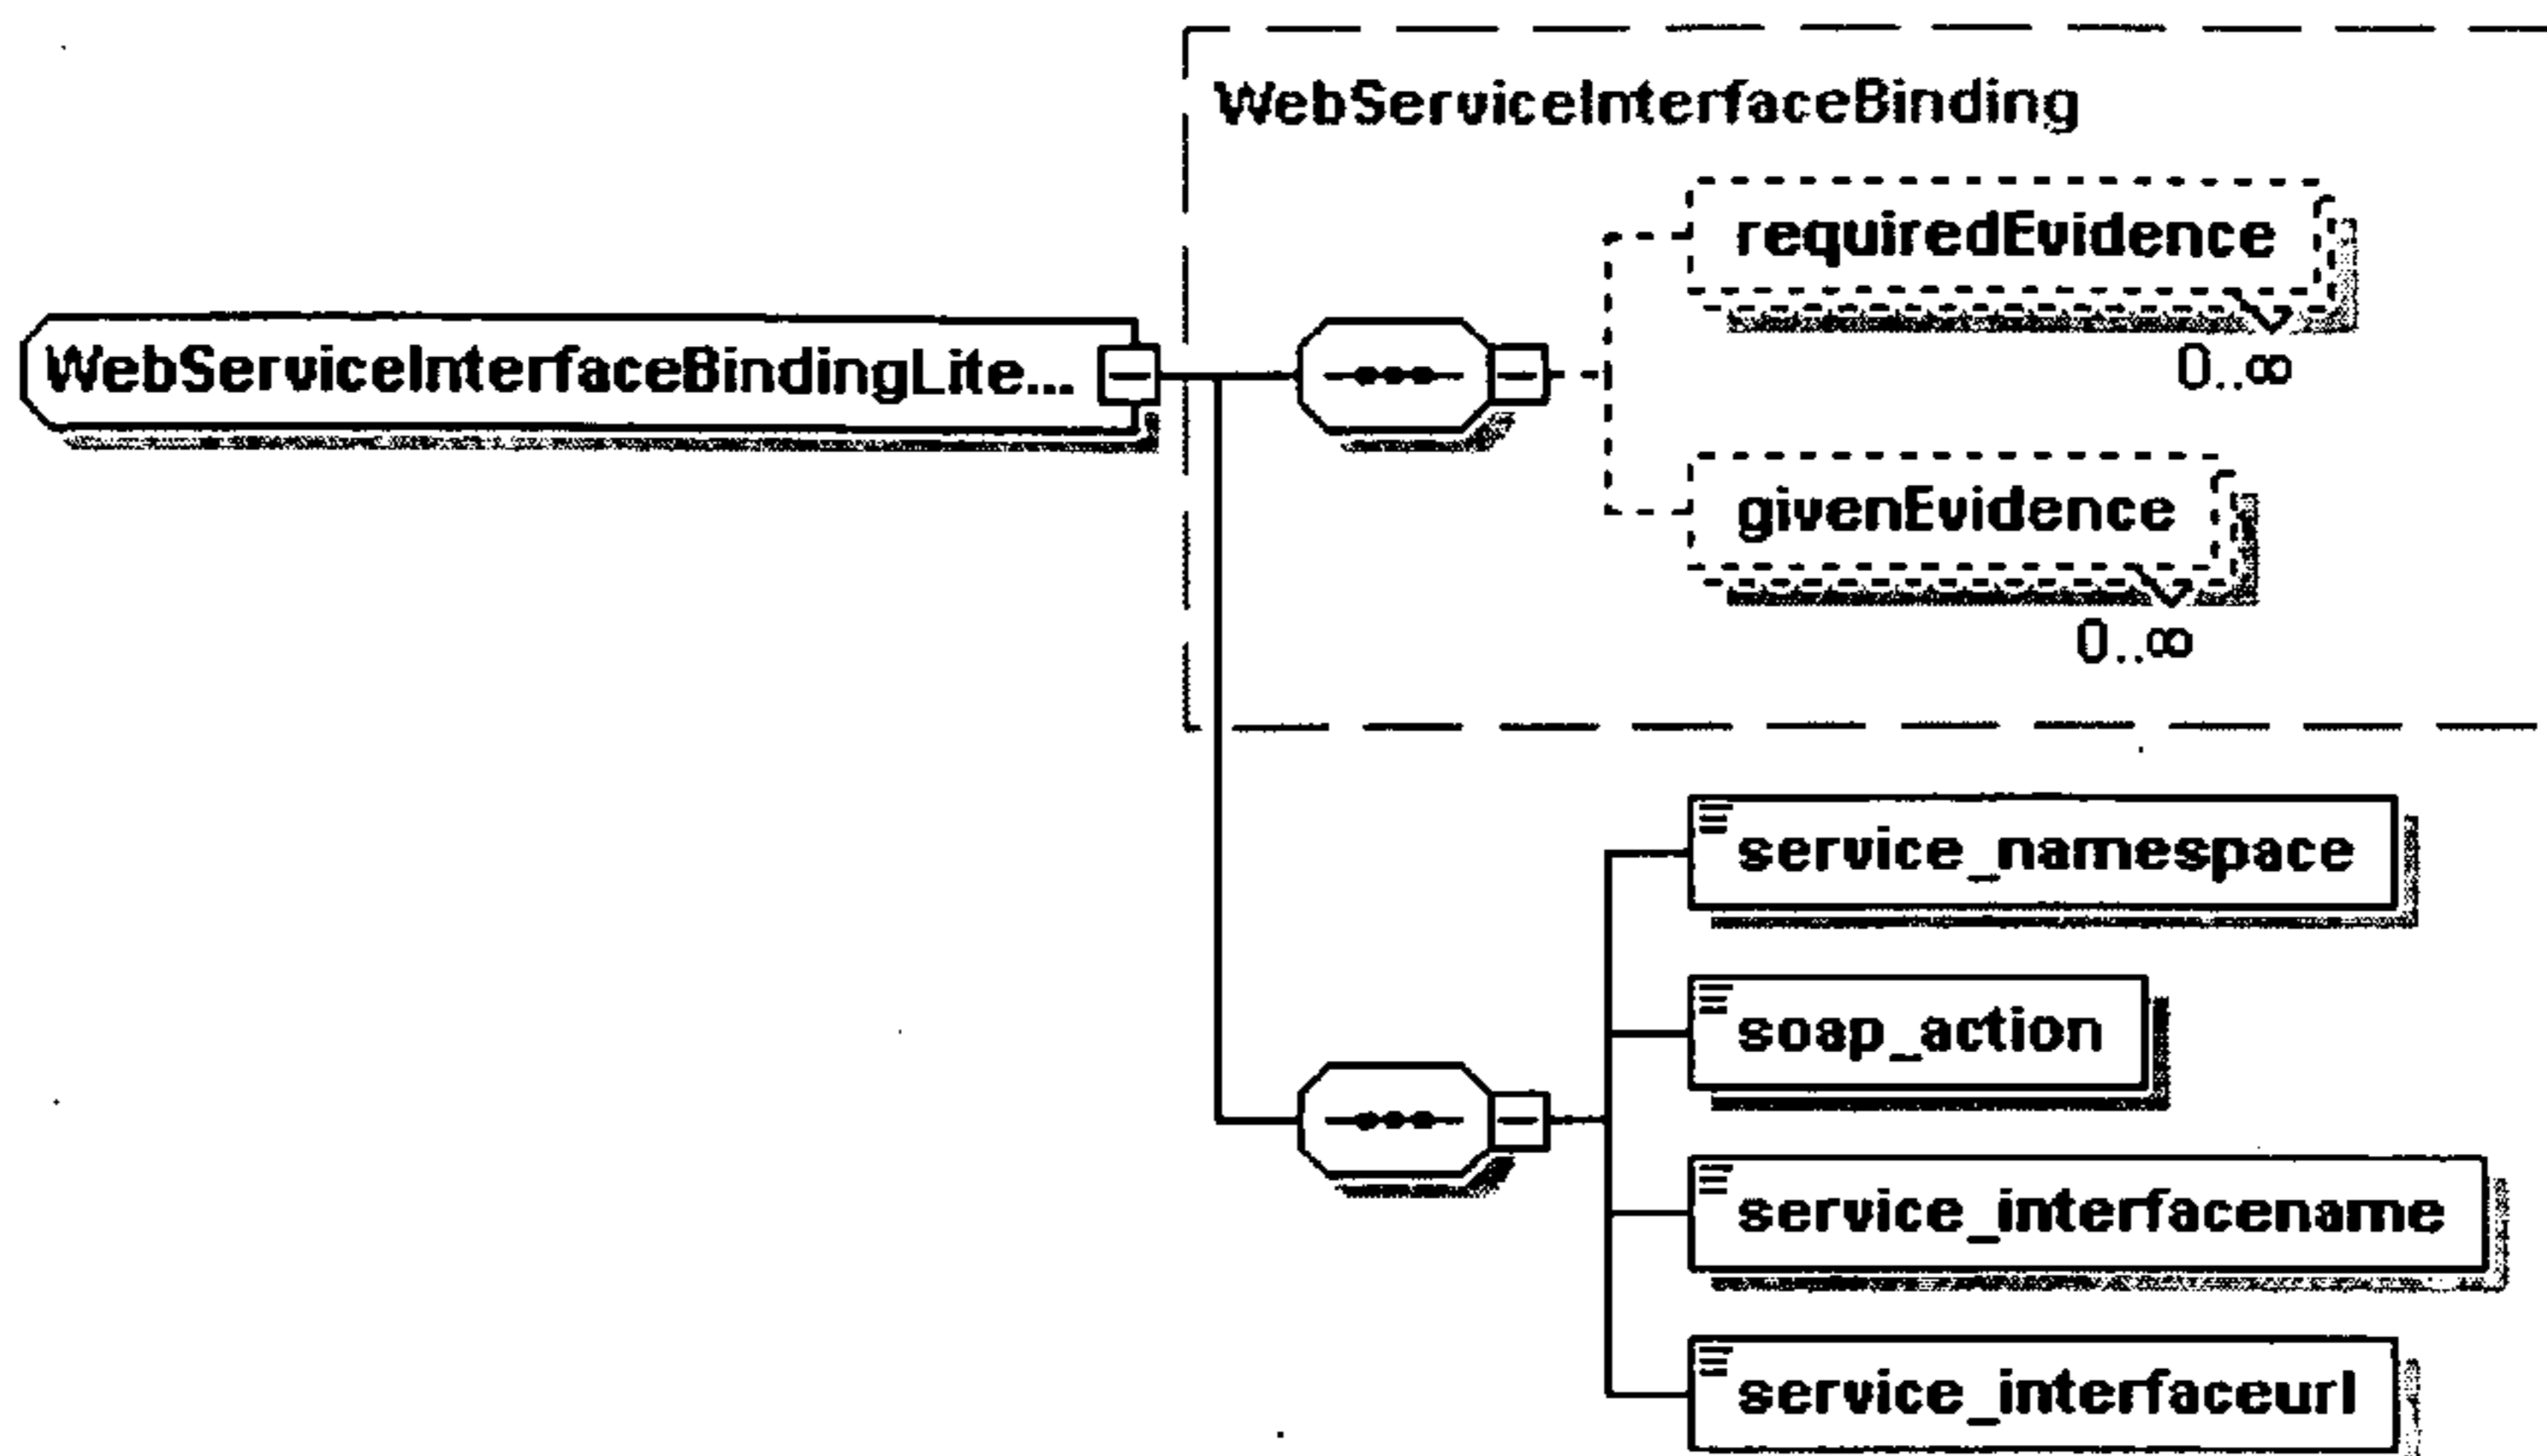 WebServiceInterfaceBinding
requiredEvidence
0..∞
WebServiceInterfaceBindingLite...
givenEvidence
0..∞
service_namespace
soap_action
service_interfacename
service_interfaceurl